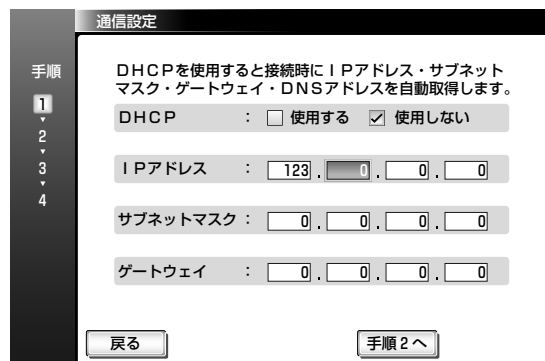 通信設定
手順
1
2
3
4
DHCPを使用すると接続時にIPアドレス・サブネット
マスク・ゲートウェイ・DNSアドレスを自動取得します。
DHCP : 使用する 使用しない
IPアドレス : 123 . 0 . 0 . 0
サブネットマスク : 0 . 0 . 0 . 0
ゲートウェイ : 0 . 0 . 0 . 0
戻る 手順2へ